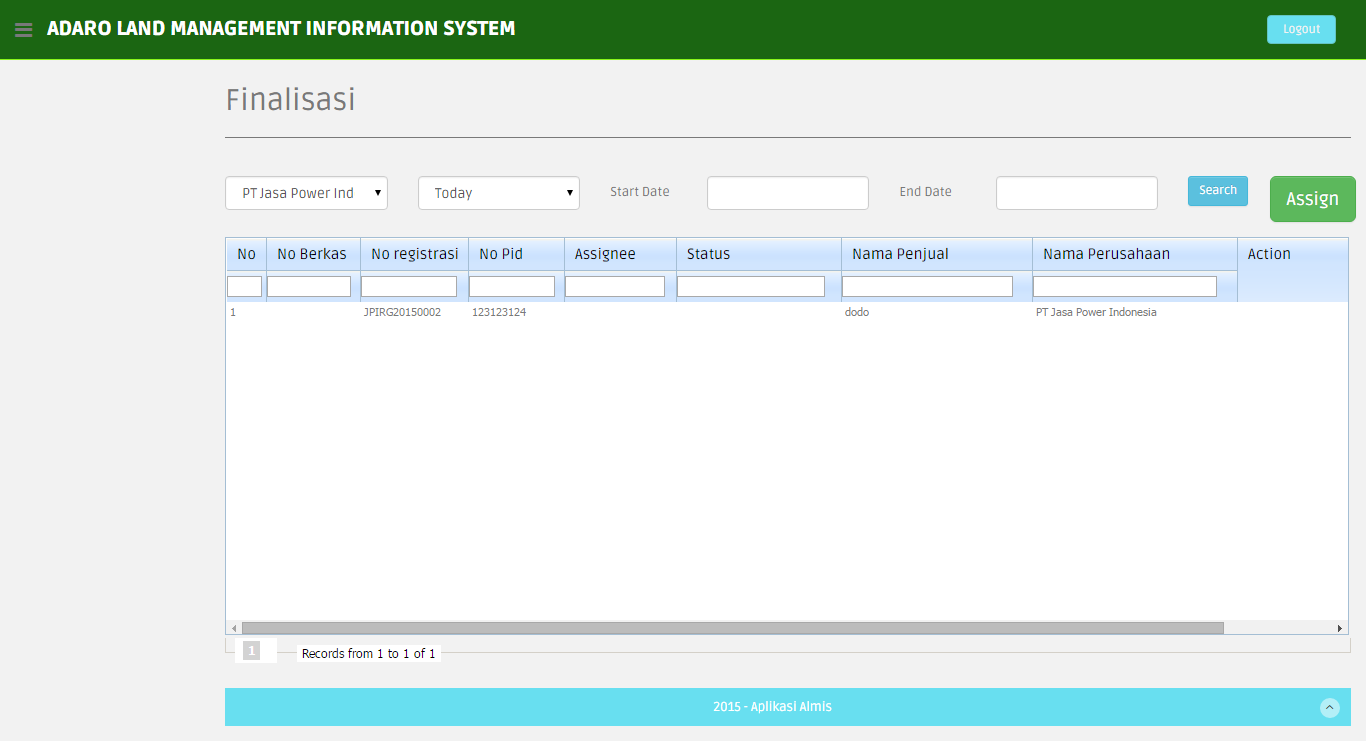 ADARO LAND MANAGEMENT INFORMATION SYSTEM
Logout
Finalisasi
PT Jasa Power Ind
Today
Start Date
End Date
Search
Assign
No No Berkas No registrasi No Pid Assignee Status Nama Penjual Nama Perusahaan Action
1 JPIRG20150002 123123124 dodo PT Jasa Power Indonesia
1
Records from 1 to 1 of 1
2015 - Aplikasi Almis